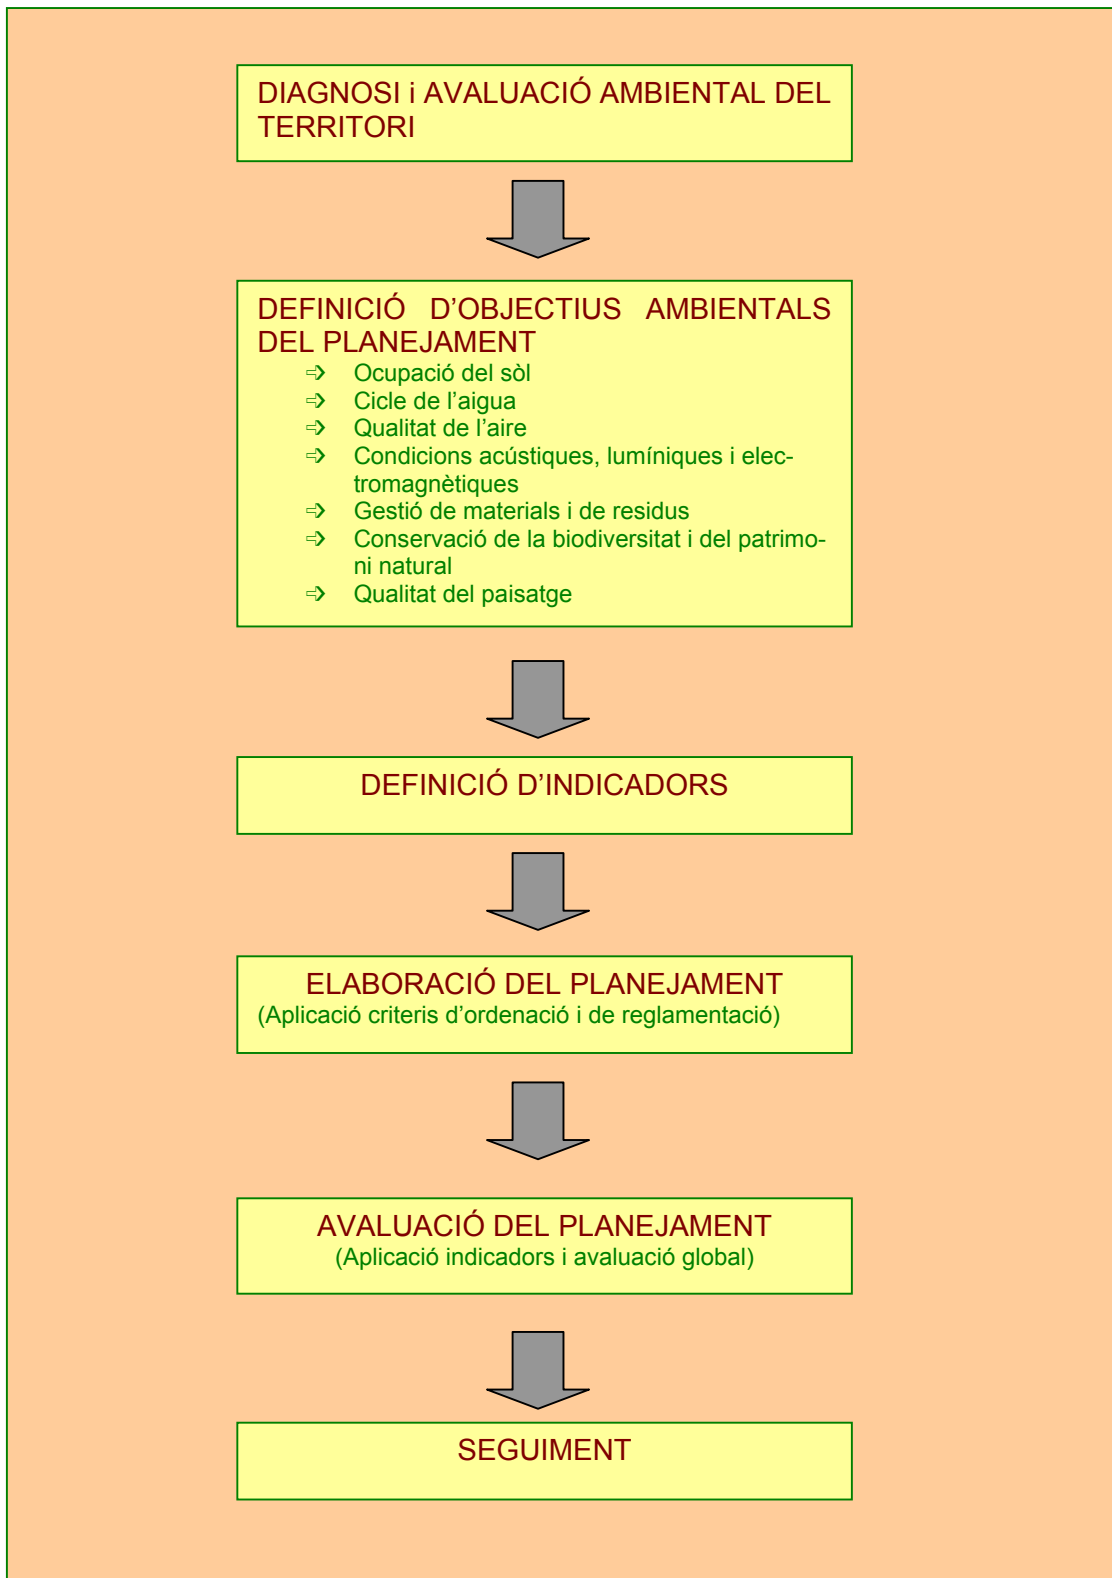 DIAGNOSI i AVALUACIÓ AMBIENTAL DEL
TERRITORI
DEFINICIÓ D’OBJECTIUS AMBIENTALS
DEL PLANEJAMENT
➩ Ocupació del sòl
➩ Cicle de l’aigua
➩ Qualitat de l’aire
➩ Condicions acústiques, lumíniques i elec-
tromagnètiques
➩ Gestió de materials i de residus
➩ Conservació de la biodiversitat i del patrimo-
ni natural
➩ Qualitat del paisatge
DEFINICIÓ D’INDICADORS
ELABORACIÓ DEL PLANEJAMENT
(Aplicació criteris d’ordenació i de reglamentació)
AVALUACIÓ DEL PLANEJAMENT
(Aplicació indicadors i avaluació global)
SEGUIMENT